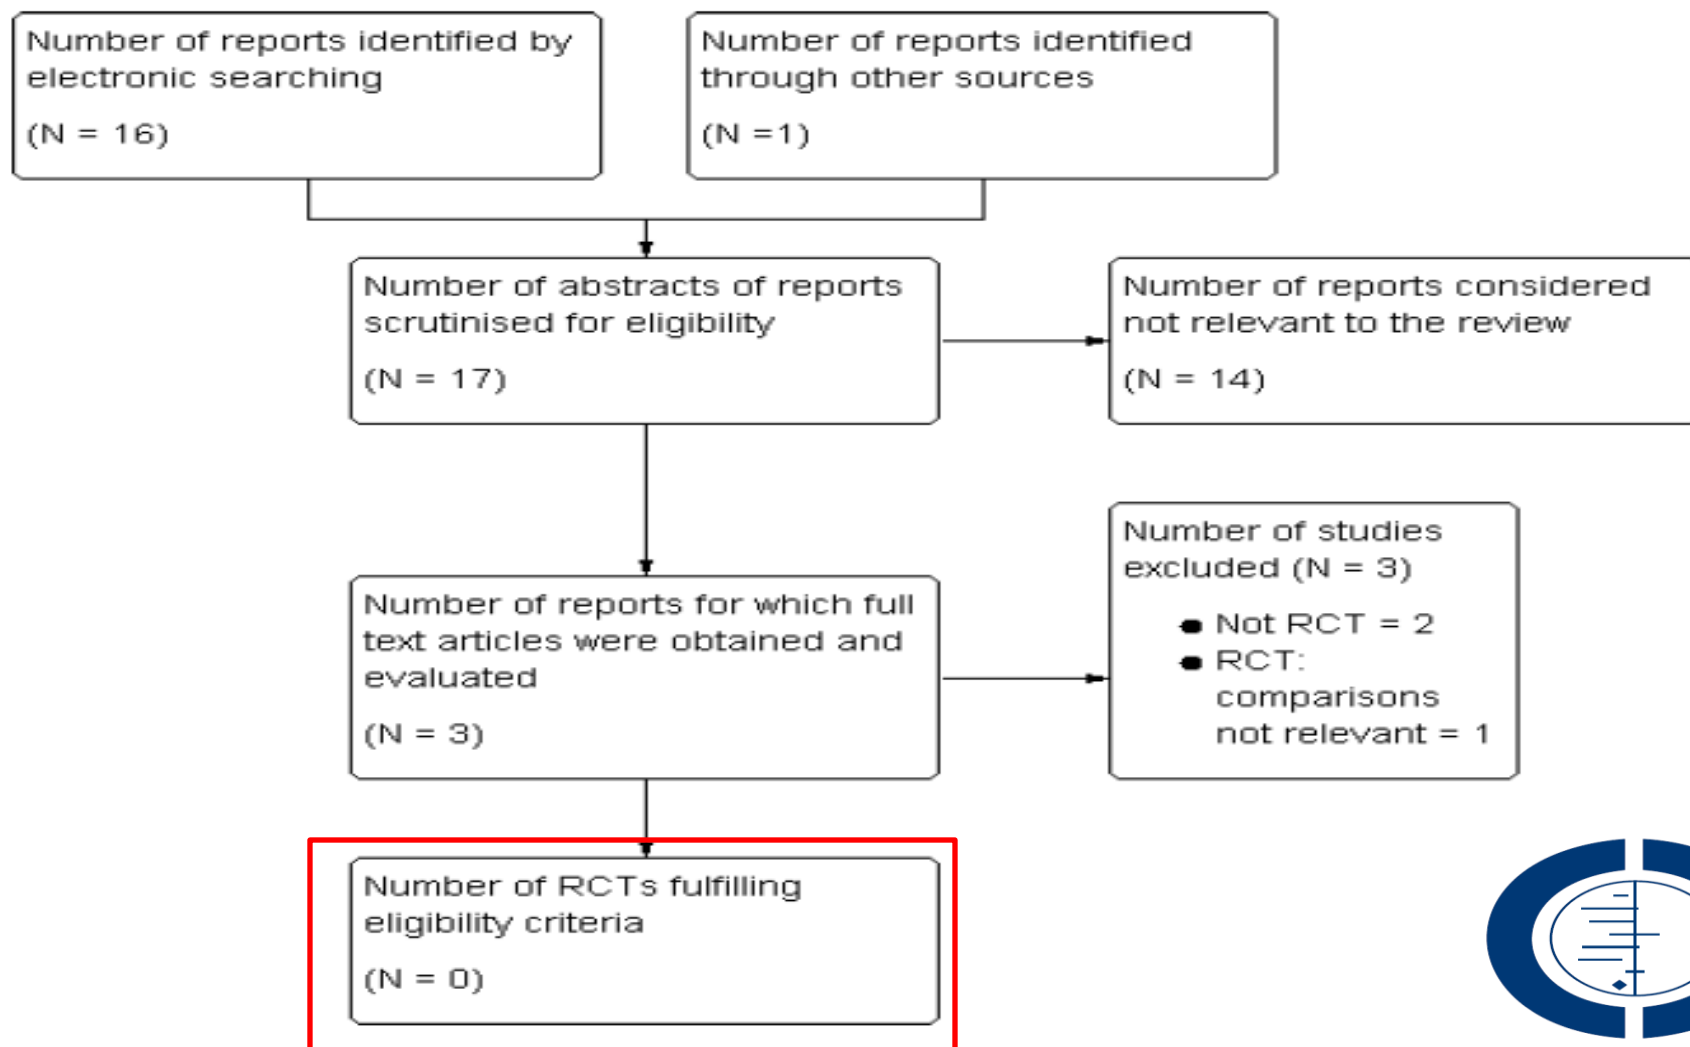 Number of reports identified by
electronic searching
(N = 16)
Number of reports identified
through other sources
(N =1)
Number of abstracts of reports
scrutinised for eligibility
(N = 17)
Number of reports considered
not relevant to the review
(N = 14)
Number of reports for which full
text articles were obtained and
evaluated
(N = 3)
Number of studies
excluded (N = 3)
● Not RCT = 2
● RCT:
comparisons
not relevant = 1
Number of RCTs fulfilling
eligibility criteria
(N = 0)